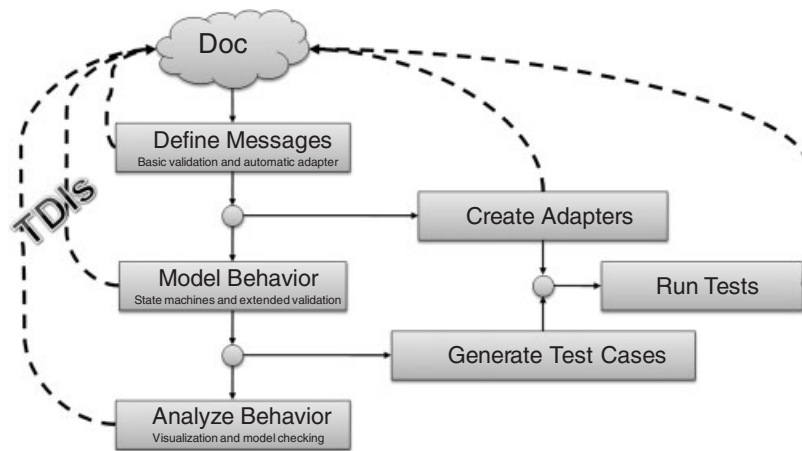 Doc
Define Messages
Basic validation and automatic adapter
TDIs
Create Adapters
Model Behavior
State machines and extended validation
Run Tests
Generate Test Cases
Analyze Behavior
Visualization and model checking